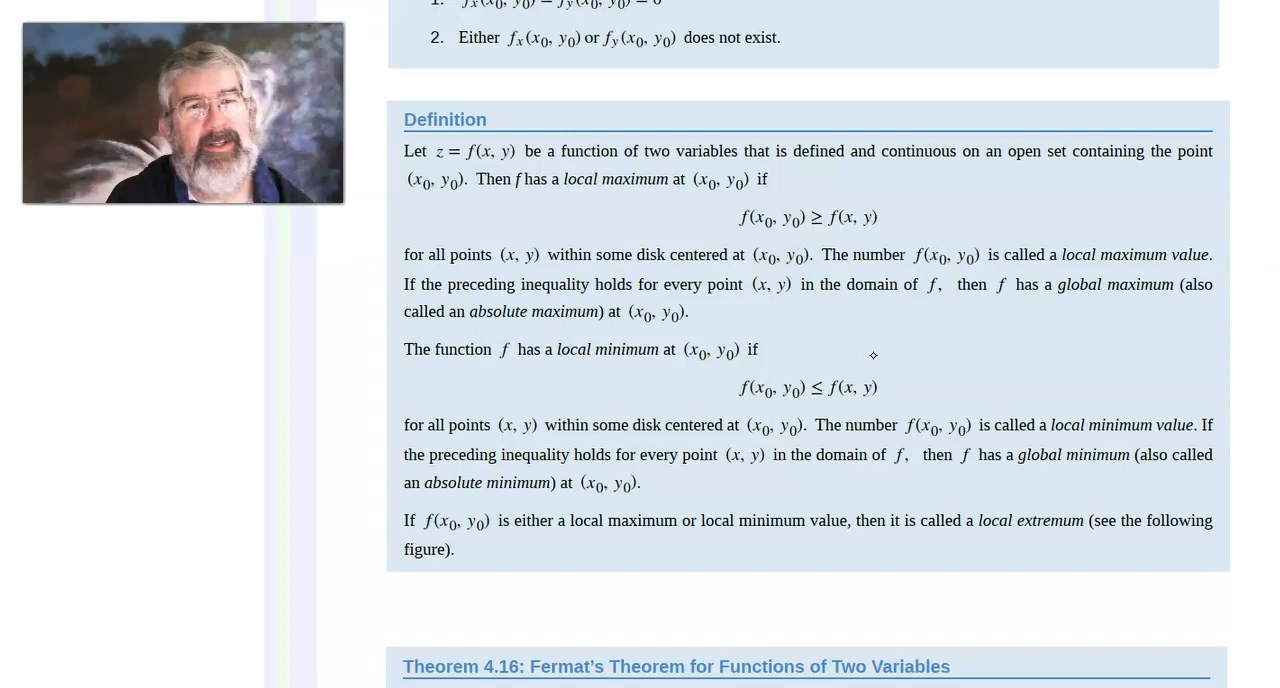 1. fx(x0, y0) = fy(x0, y0) = 0
2. Either fx(x0, y0) or fy(x0, y0) does not exist.
Definition
Let z = f(x, y) be a function of two variables that is defined and continuous on an open set containing the point
(x0, y0). Then f has a local maximum at (x0, y0) if
f(x0, y0) ≥ f(x, y)
for all points (x, y) within some disk centered at (x0, y0). The number f(x0, y0) is called a local maximum value.
If the preceding inequality holds for every point (x, y) in the domain of f, then f has a global maximum (also
called an absolute maximum) at (x0, y0).
The function f has a local minimum at (x0, y0) if
f(x0, y0) ≤ f(x, y)
for all points (x, y) within some disk centered at (x0, y0). The number f(x0, y0) is called a local minimum value. If
the preceding inequality holds for every point (x, y) in the domain of f, then f has a global minimum (also called
an absolute minimum) at (x0, y0).
If f(x0, y0) is either a local maximum or local minimum value, then it is called a local extremum (see the following
figure).
Theorem 4.16: Fermat’s Theorem for Functions of Two Variables